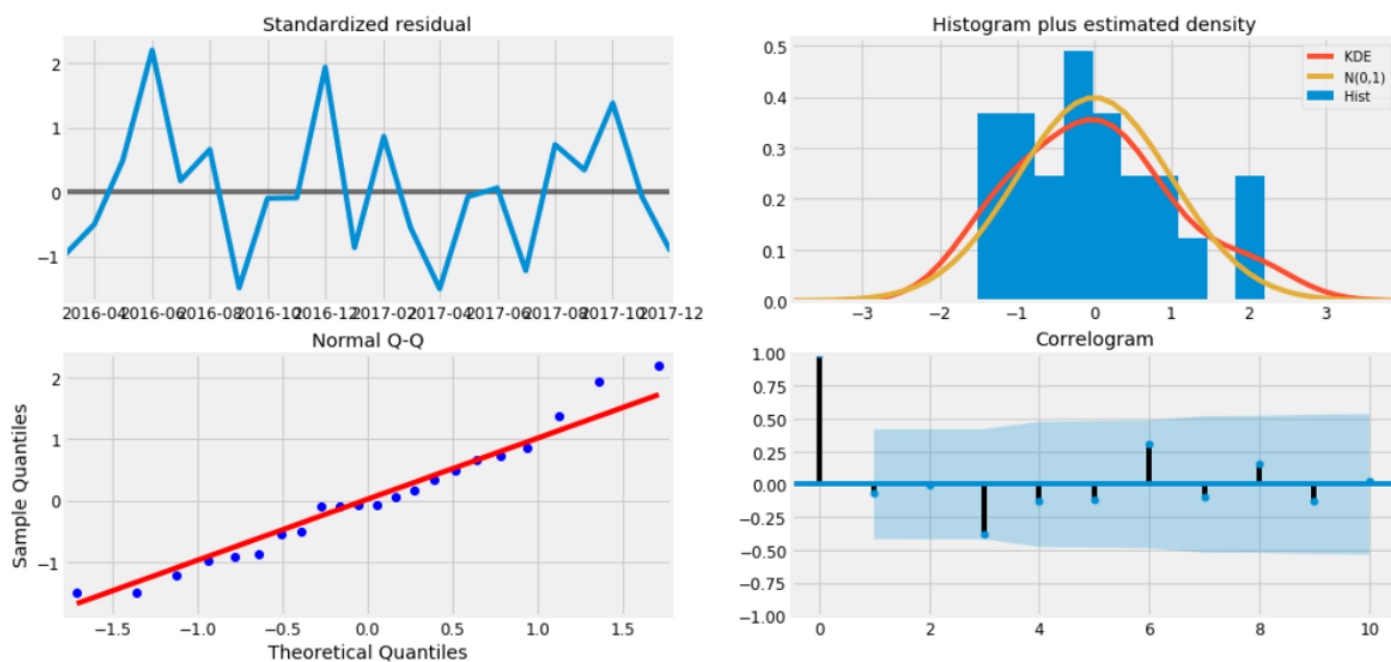 Standardized residual
2
1
0
−1
2016-04 2016-06 2016-08 2016-10 2016-12 2017-02 2017-04 2017-06 2017-08 2017-10 2017-12
Histogram plus estimated density
0.5
0.4
0.3
0.2
0.1
0.0
KDE
N(0,1)
Hist
−3 −2 −1 0 1 2 3
Normal Q-Q
Sample Quantiles
2
1
0
−1
−1.5 −1.0 −0.5 0.0 0.5 1.0 1.5
Theoretical Quantiles
Correlogram
1.00
0.75
0.50
0.25
0.00
−0.25
−0.50
−0.75
−1.00
0 2 4 6 8 10